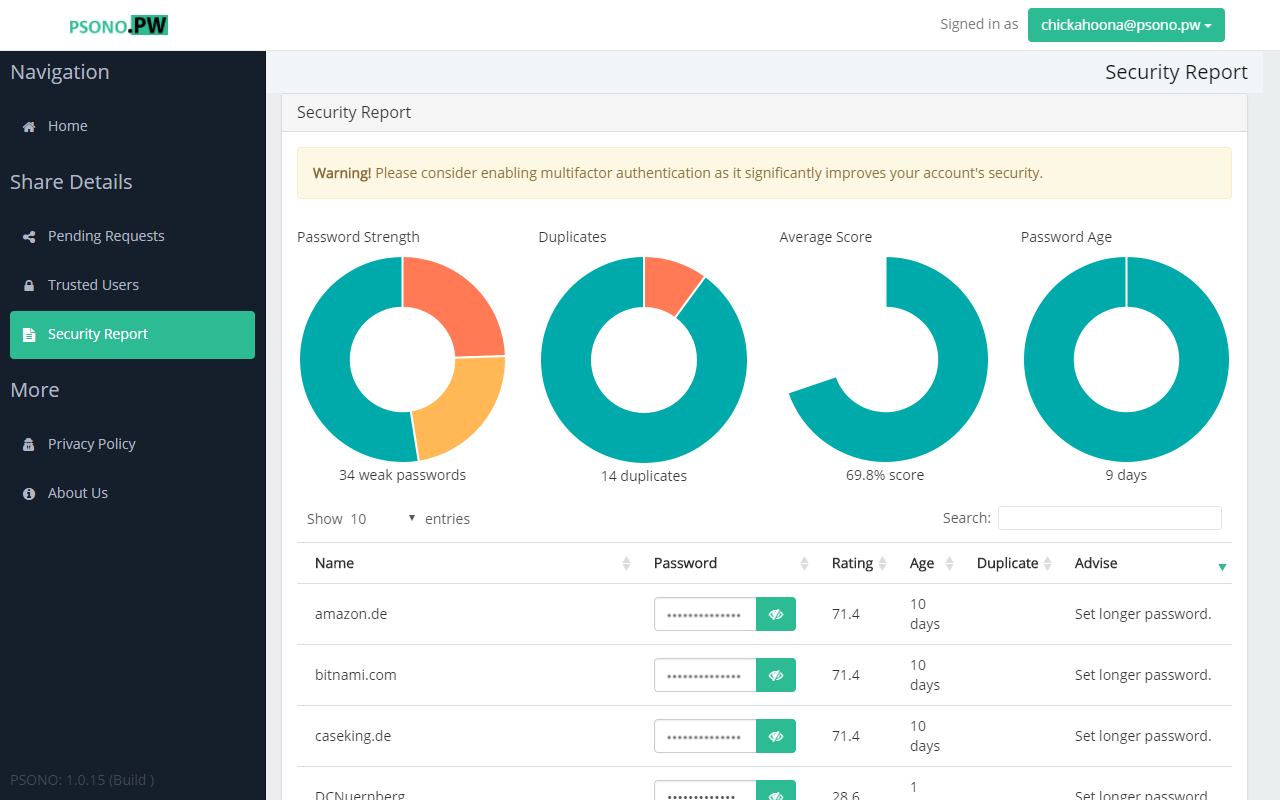 PSONO.PW
Signed in as chickahoona@psono.pw
Navigation
Home
Share Details
Pending Requests
Trusted Users
Security Report
More
Privacy Policy
About Us
PSONO: 1.0.15 (Build )
Security Report
Security Report
Warning! Please consider enabling multifactor authentication as it significantly improves your account's security.
Password Strength Duplicates Average Score Password Age
34 weak passwords 14 duplicates 69.8% score 9 days
Show 10 entries Search:
Name Password Rating Age Duplicate Advise
amazon.de •••••••••••••• 71.4 10 days Set longer password.
bitnami.com •••••••••••••• 71.4 10 days Set longer password.
caseking.de •••••••••••••• 71.4 10 days Set longer password.
DCNuernberg ••••••••••••• 28.6 1 Set longer password.